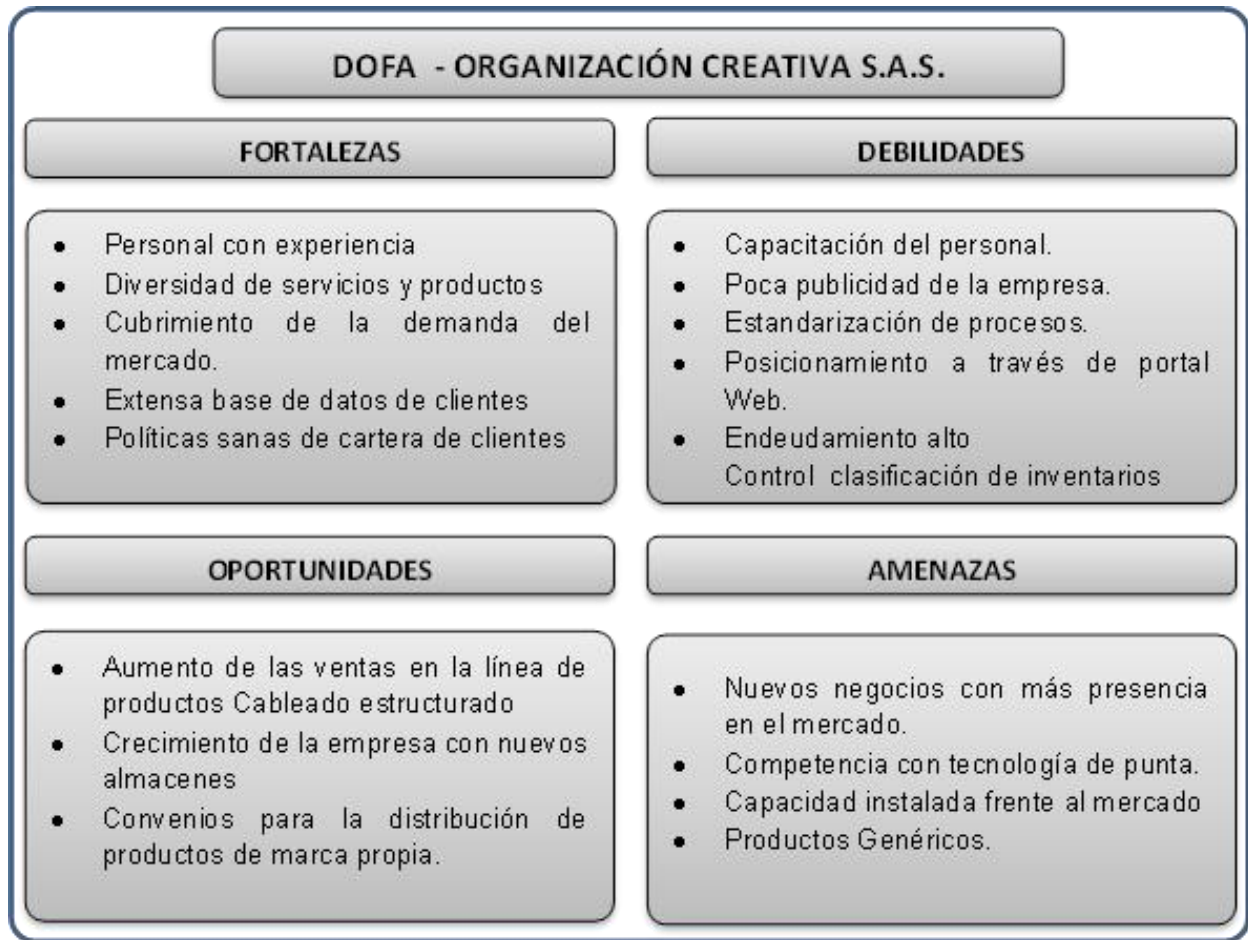 DOFA - ORGANIZACIÓN CREATIVA S.A.S.
FORTALEZAS
• Personal con experiencia
• Diversidad de servicios y productos
• Cubrimiento de la demanda del
mercado.
• Extensa base de datos de clientes
• Políticas sanas de cartera de clientes
DEBILIDADES
• Capacitación del personal.
• Poca publicidad de la empresa.
• Estandarización de procesos.
• Posicionamiento a través de portal
Web.
• Endeudamiento alto
Control clasificación de inventarios
OPORTUNIDADES
• Aumento de las ventas en la línea de
productos Cableado estructurado
• Crecimiento de la empresa con nuevos
almacenes
• Convenios para la distribución de
productos de marca propia.
AMENAZAS
• Nuevos negocios con más presencia
en el mercado.
• Competencia con tecnología de punta.
• Capacidad instalada frente al mercado
• Productos Genéricos.